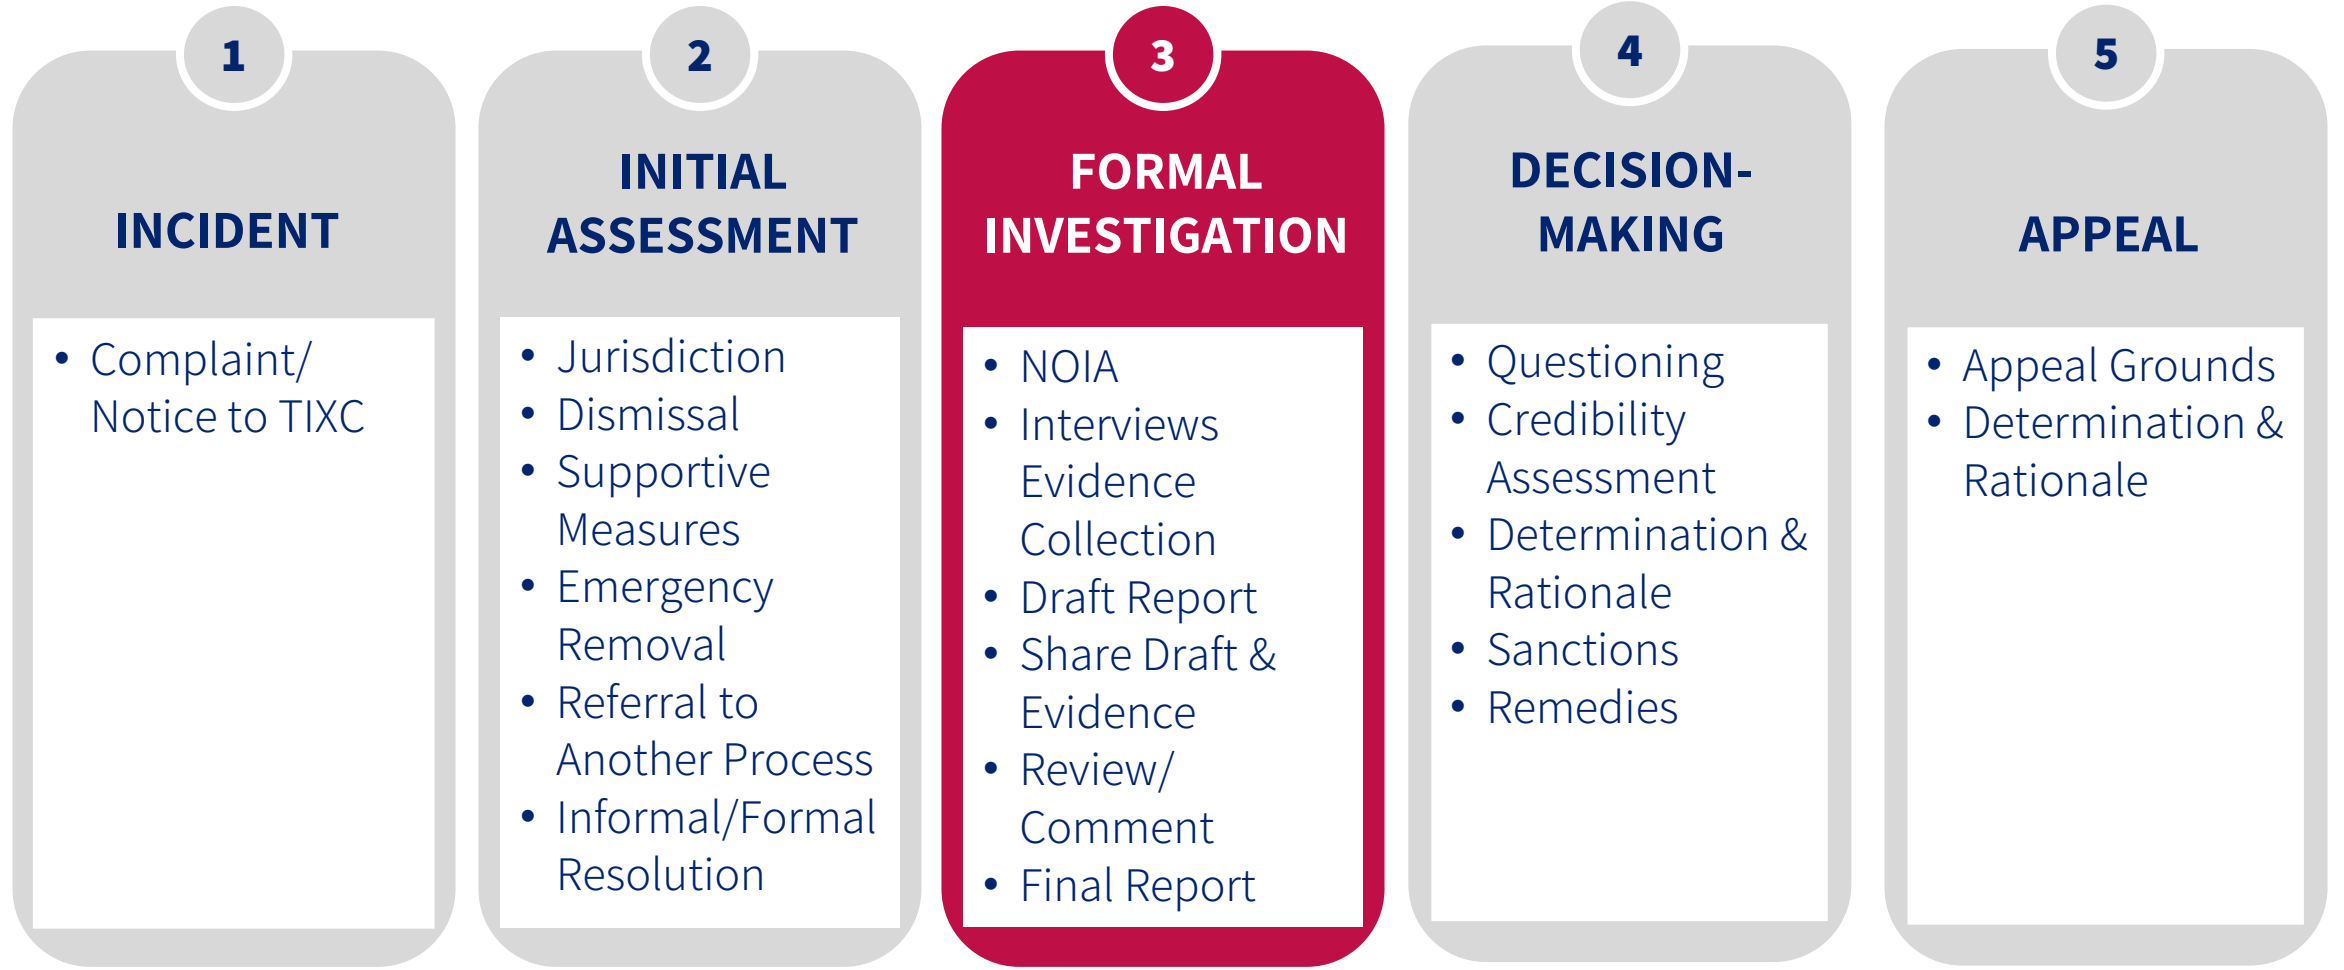 1
INCIDENT
• Complaint/
Notice to TIXC
2
INITIAL
ASSESSMENT
• Jurisdiction
• Dismissal
• Supportive
Measures
• Emergency
Removal
• Referral to
Another Process
• Informal/Formal
Resolution
3
FORMAL
INVESTIGATION
• NOIA
• Interviews
Evidence
Collection
• Draft Report
• Share Draft &
Evidence
• Review/
Comment
• Final Report
4
DECISION-
MAKING
• Questioning
• Credibility
Assessment
• Determination &
Rationale
• Sanctions
• Remedies
5
APPEAL
• Appeal Grounds
• Determination &
Rationale